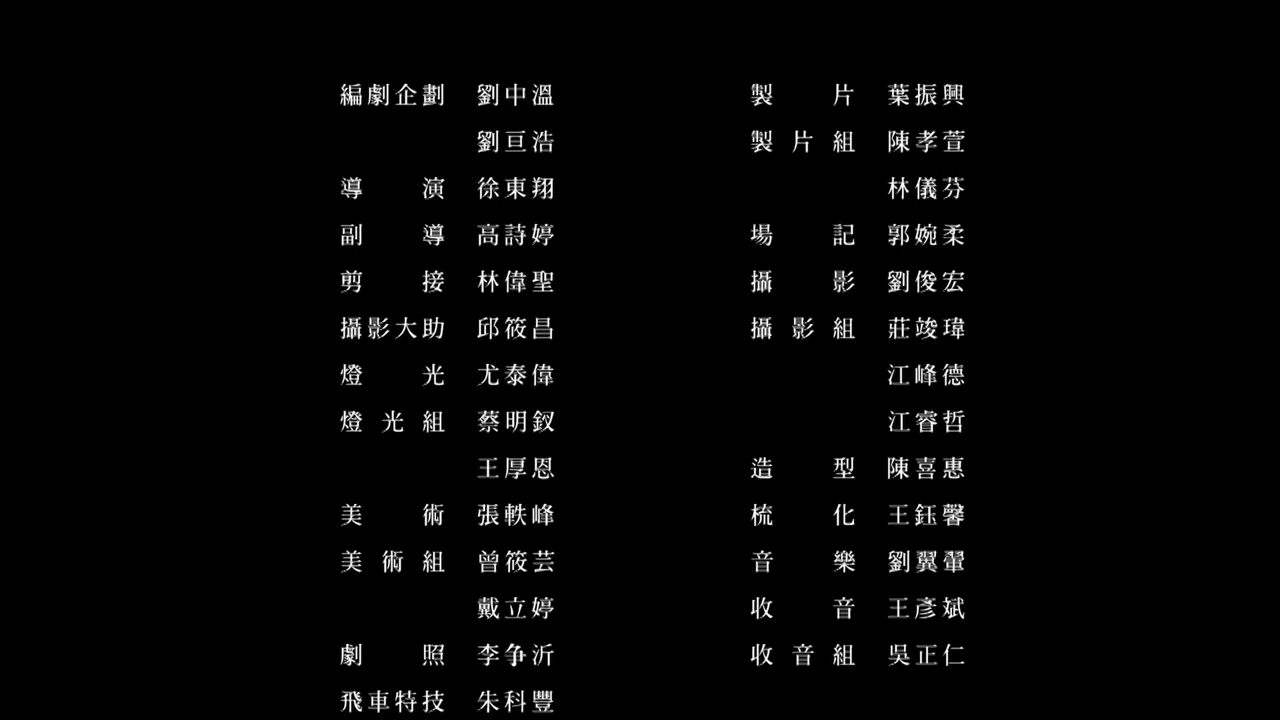 編劇企劃 劉中溫
劉亘浩
導演 徐東翔
副導 高詩婷
剪接 林偉聖
攝影大助 邱筱昌
燈光 尤泰偉
燈光組 蔡明釵
王厚恩
美術 張軼峰
美術組 曾筱芸
戴立婷
劇照 李争沂
飛車特技 朱科豐
製片 葉振興
製片組 陳孝萱
林儀芬
場記 郭婉柔
攝影 劉俊宏
攝影組 莊竣瑋
江峰德
江睿哲
造型 陳喜惠
梳化 王鈺馨
音樂 劉翼翬
收音 王彥斌
收音組 吳正仁